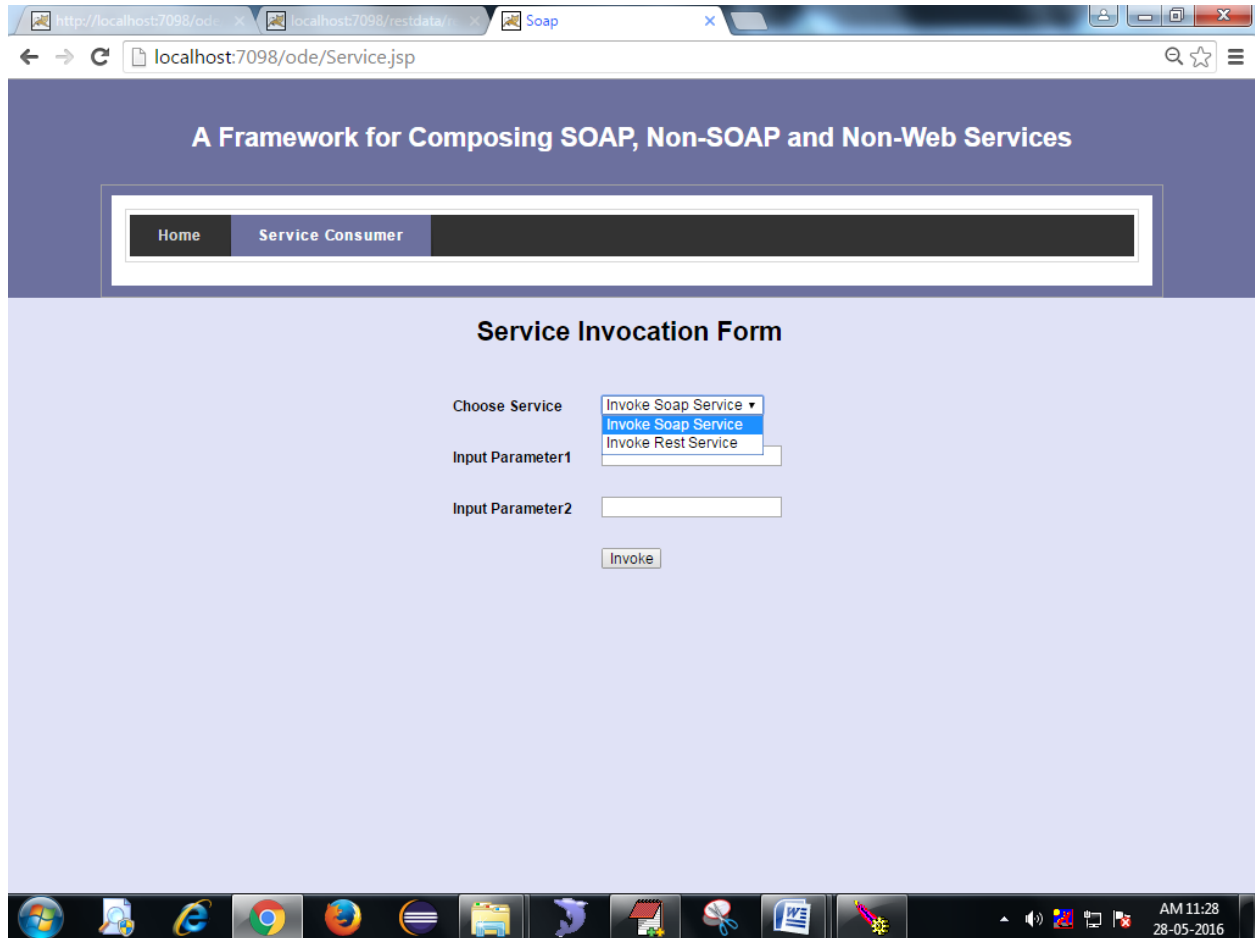 http://localhost:7098/ode
localhost:7098/restdata/re
Soap
localhost:7098/ode/Service.jsp
A Framework for Composing SOAP, Non-SOAP and Non-Web Services
Home
Service Consumer
Service Invocation Form
Choose Service
Invoke Soap Service
Invoke Soap Service
Invoke Rest Service
Input Parameter1
Input Parameter2
Invoke
AM 11:28
28-05-2016